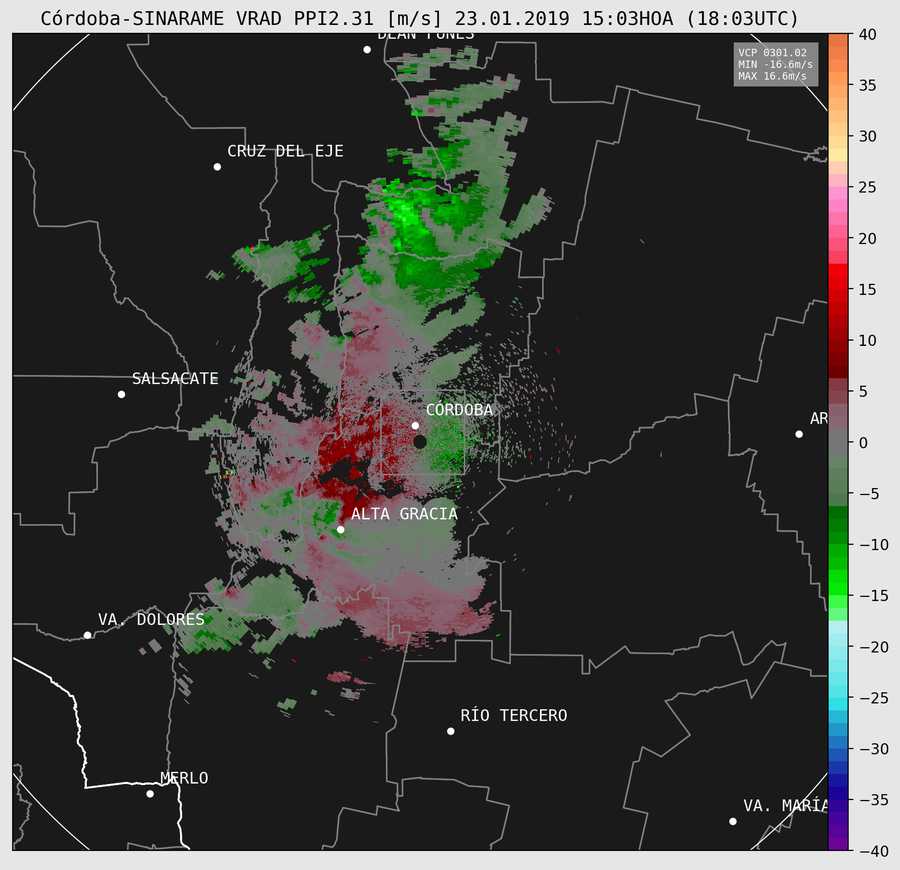 Córdoba-SINARAME VRAD PPI2.31 [m/s] 23.01.2019 15:03HOA (18:03UTC)
VCP 0301.02
MIN -16.6m/s
MAX 16.6m/s
DEAN FUNES
CRUZ DEL EJE
SALSACATE
CÓRDOBA
AR
ALTA GRACIA
VA. DOLORES
RÍO TERCERO
MERLO
VA. MARÍA
40
35
30
25
20
15
10
5
0
−5
−10
−15
−20
−25
−30
−35
−40